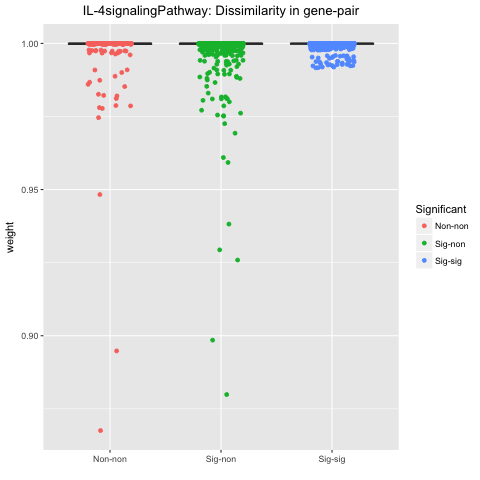 IL-4signalingPathway: Dissimilarity in gene-pair
1.00
0.95
0.90
weight
Non-non
Sig-non
Sig-sig
Significant
Non-non
Sig-non
Sig-sig